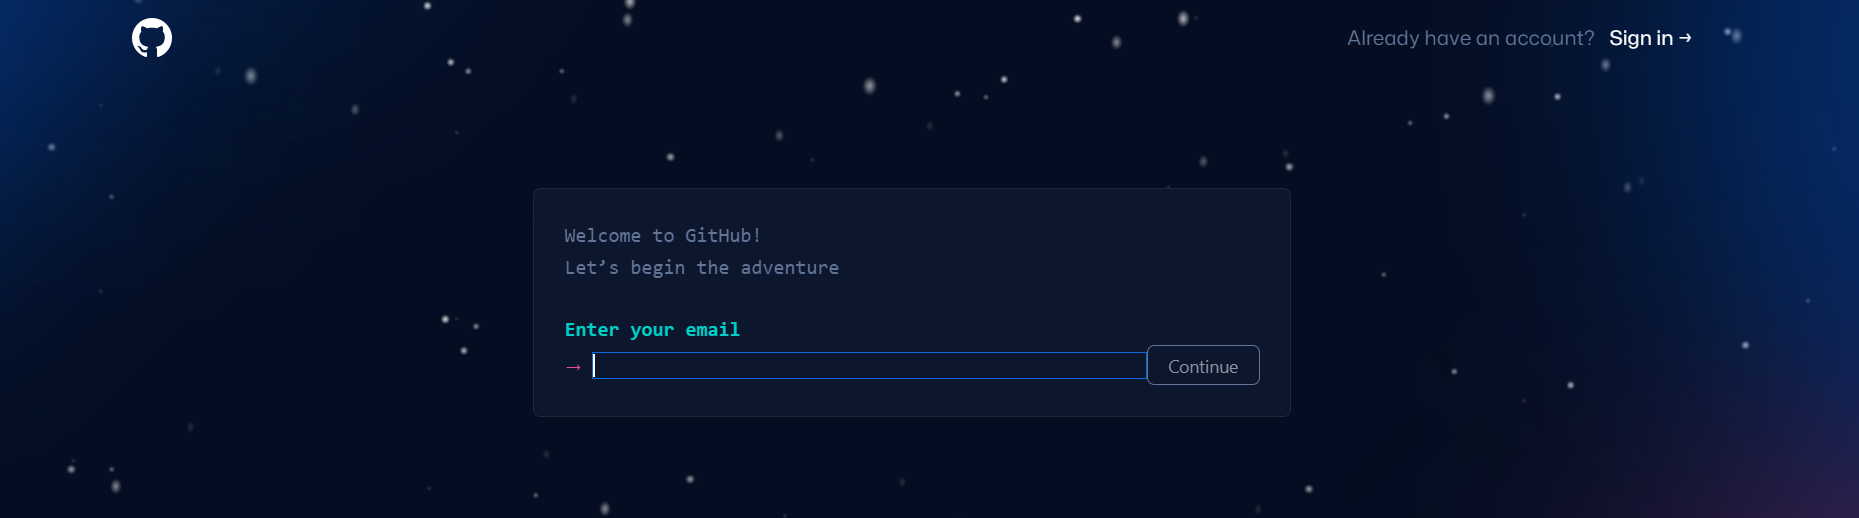 Already have an account? Sign in →
Welcome to GitHub!
Let’s begin the adventure
Enter your email
→
Continue